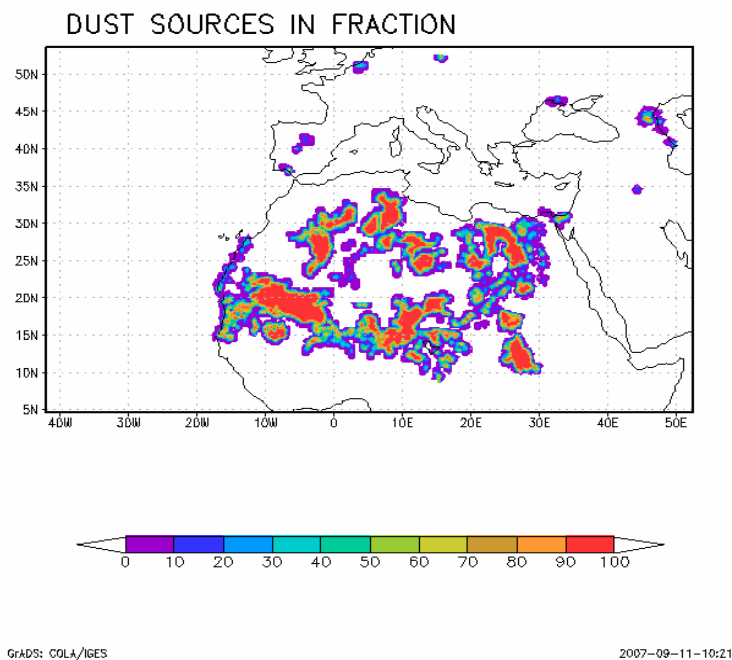 DUST SOURCES IN FRACTION
50N
45N
40N
35N
30N
25N
20N
15N
10N
5N
40W 30W 20W 10W 0 10E 20E 30E 40E 50E
0 10 20 30 40 50 60 70 80 90 100
GrADS: COLA/IGES 2007-09-11-10:21